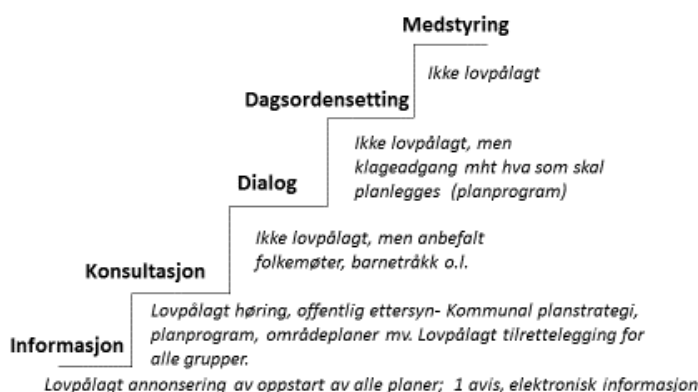 Medstyring
Ikke lovpålagt
Dagsordensetting
Ikke lovpålagt, men
klageadgang mht hva som skal
planlegges (planprogram)
Dialog
Ikke lovpålagt, men anbefalt
folkemøter, barnetråkk o.l.
Konsultasjon
Lovpålagt høring, offentlig ettersyn- Kommunal planstrategi,
planprogram, områdeplaner mv. Lovpålagt tilrettelegging for
alle grupper.
Informasjon
Lovpålagt annonsering av oppstart av alle planer; 1 avis, elektronisk informasjon